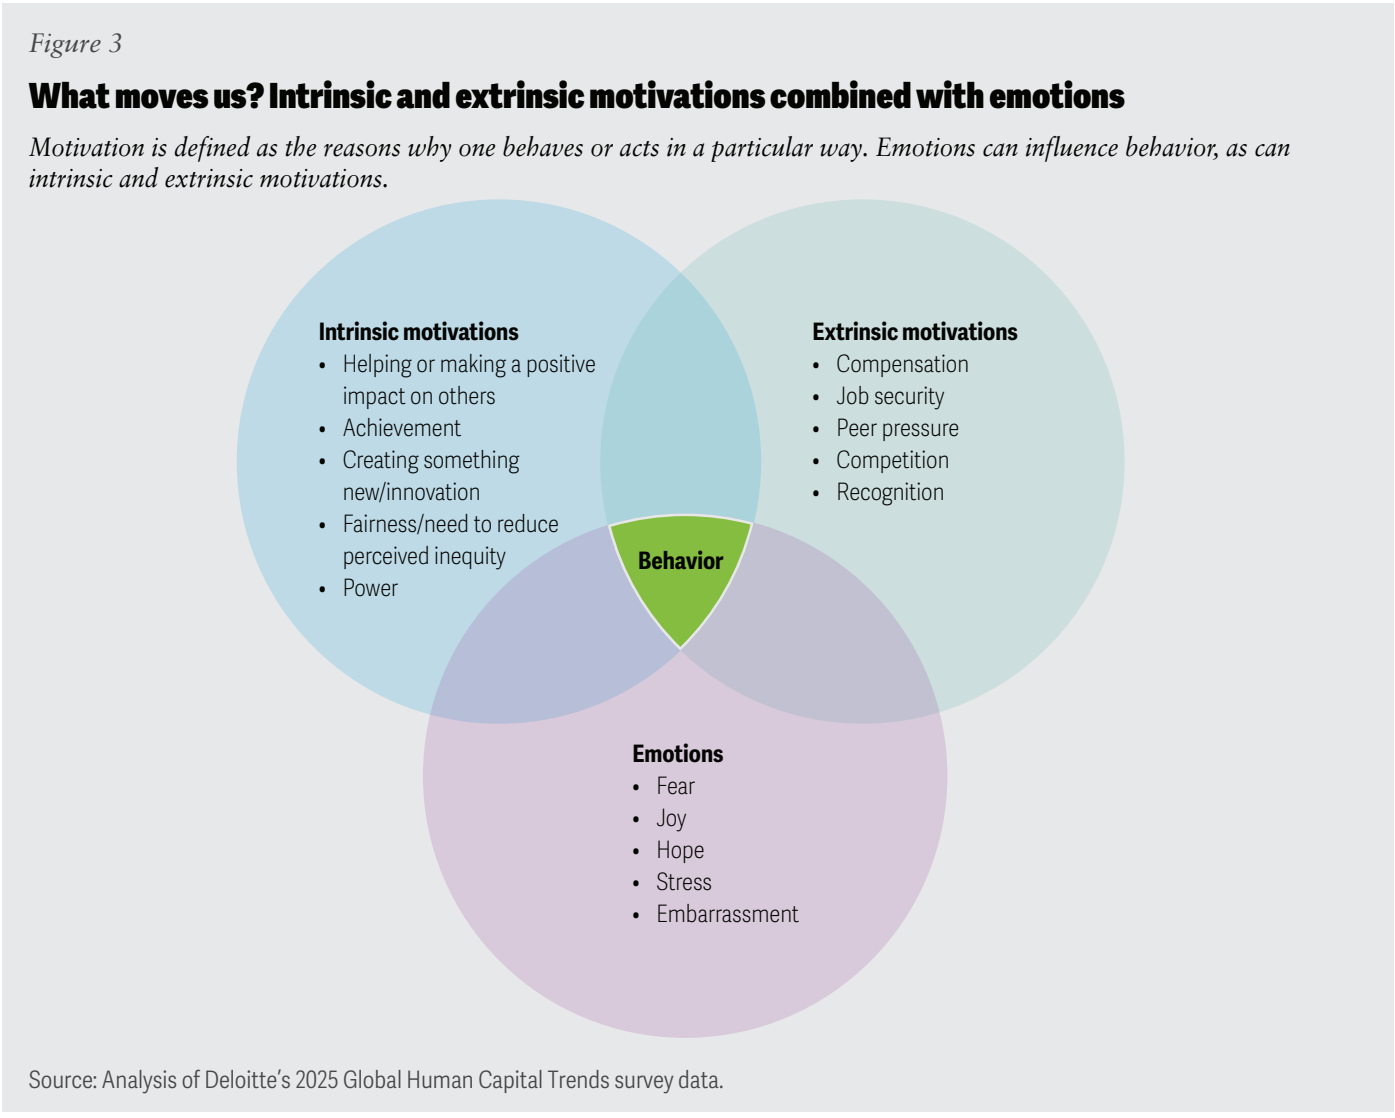 Figure 3
What moves us? Intrinsic and extrinsic motivations combined with emotions
Motivation is defined as the reasons why one behaves or acts in a particular way. Emotions can influence behavior, as can
intrinsic and extrinsic motivations.
Intrinsic motivations
• Helping or making a positive
impact on others
• Achievement
• Creating something
new/innovation
• Fairness/need to reduce
perceived inequity
• Power
Extrinsic motivations
• Compensation
• Job security
• Peer pressure
• Competition
• Recognition
Behavior
Emotions
• Fear
• Joy
• Hope
• Stress
• Embarrassment
Source: Analysis of Deloitte’s 2025 Global Human Capital Trends survey data.